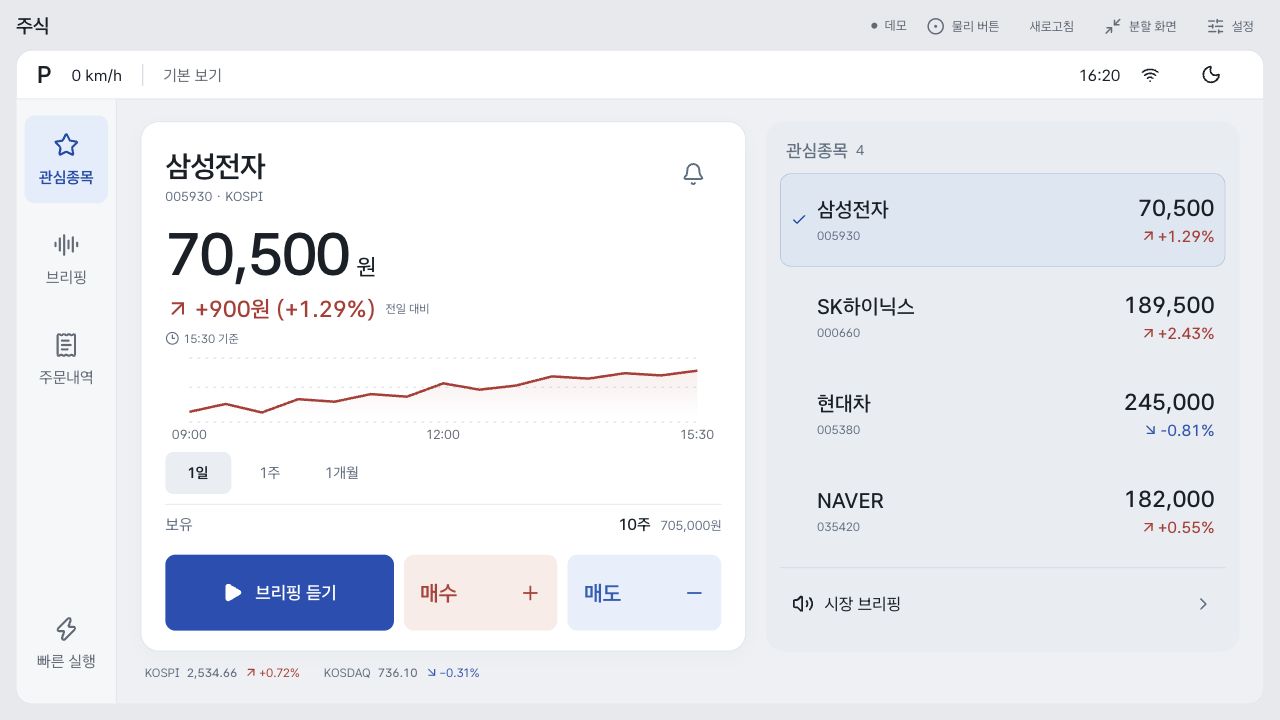 주식
데모
물리 버튼
새로고침
분할 화면
설정
P 0 km/h 기본 보기
16:20
관심종목
브리핑
주문내역
빠른 실행
삼성전자
005930 · KOSPI
70,500 원
+900원 (+1.29%) 전일 대비
15:30 기준
09:00 12:00 15:30
1일 1주 1개월
보유 10주 705,000원
브리핑 듣기
매수 +
매도 −
KOSPI 2,534.66 +0.72% KOSDAQ 736.10 -0.31%
관심종목 4
삼성전자 70,500
005930 +1.29%
SK하이닉스 189,500
000660 +2.43%
현대차 245,000
005380 -0.81%
NAVER 182,000
035420 +0.55%
시장 브리핑